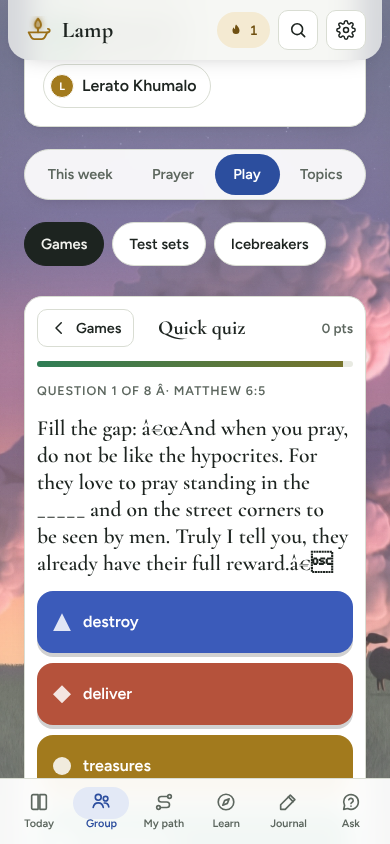 Lamp
1
L
Lerato Khumalo
This week Prayer Play Topics
Games Test sets Icebreakers
Games Quick quiz 0 pts
QUESTION 1 OF 8 Â· MATTHEW 6:5
Fill the gap: â€œAnd when you pray,
do not be like the hypocrites. For
they love to pray standing in the
_____ and on the street corners to
be seen by men. Truly I tell you, they
already have their full reward.â€
destroy
deliver
treasures
Today Group My path Learn Journal Ask